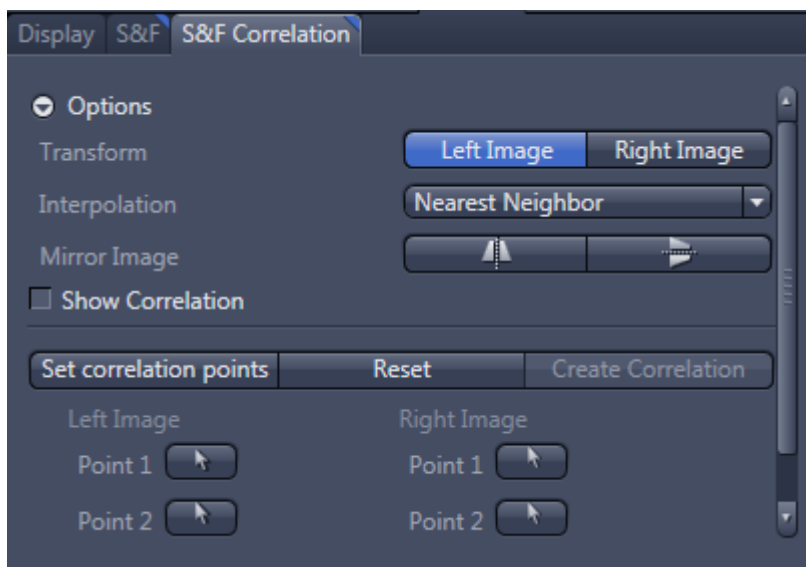 Display S&F S&F Correlation
Options
Transform Left Image Right Image
Interpolation Nearest Neighbor
Mirror Image
Show Correlation
Set correlation points Reset Create Correlation
Left Image Right Image
Point 1 Point 1
Point 2 Point 2